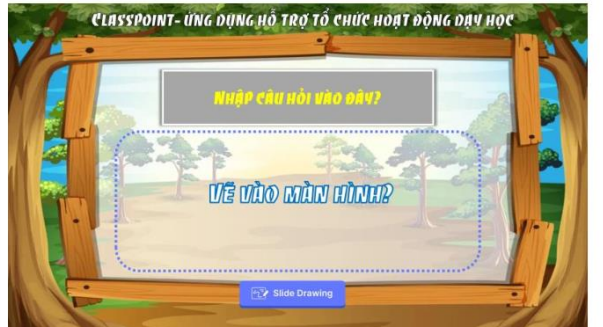 CLASSPOINT- ỨNG DỤNG HỖ TRỢ TỔ CHỨC HOẠT ĐỘNG DẠY HỌC
NHẬP CÂU HỎI VÀO ĐÂY?
VẼ VÀO MÀN HÌNH?
Slide Drawing